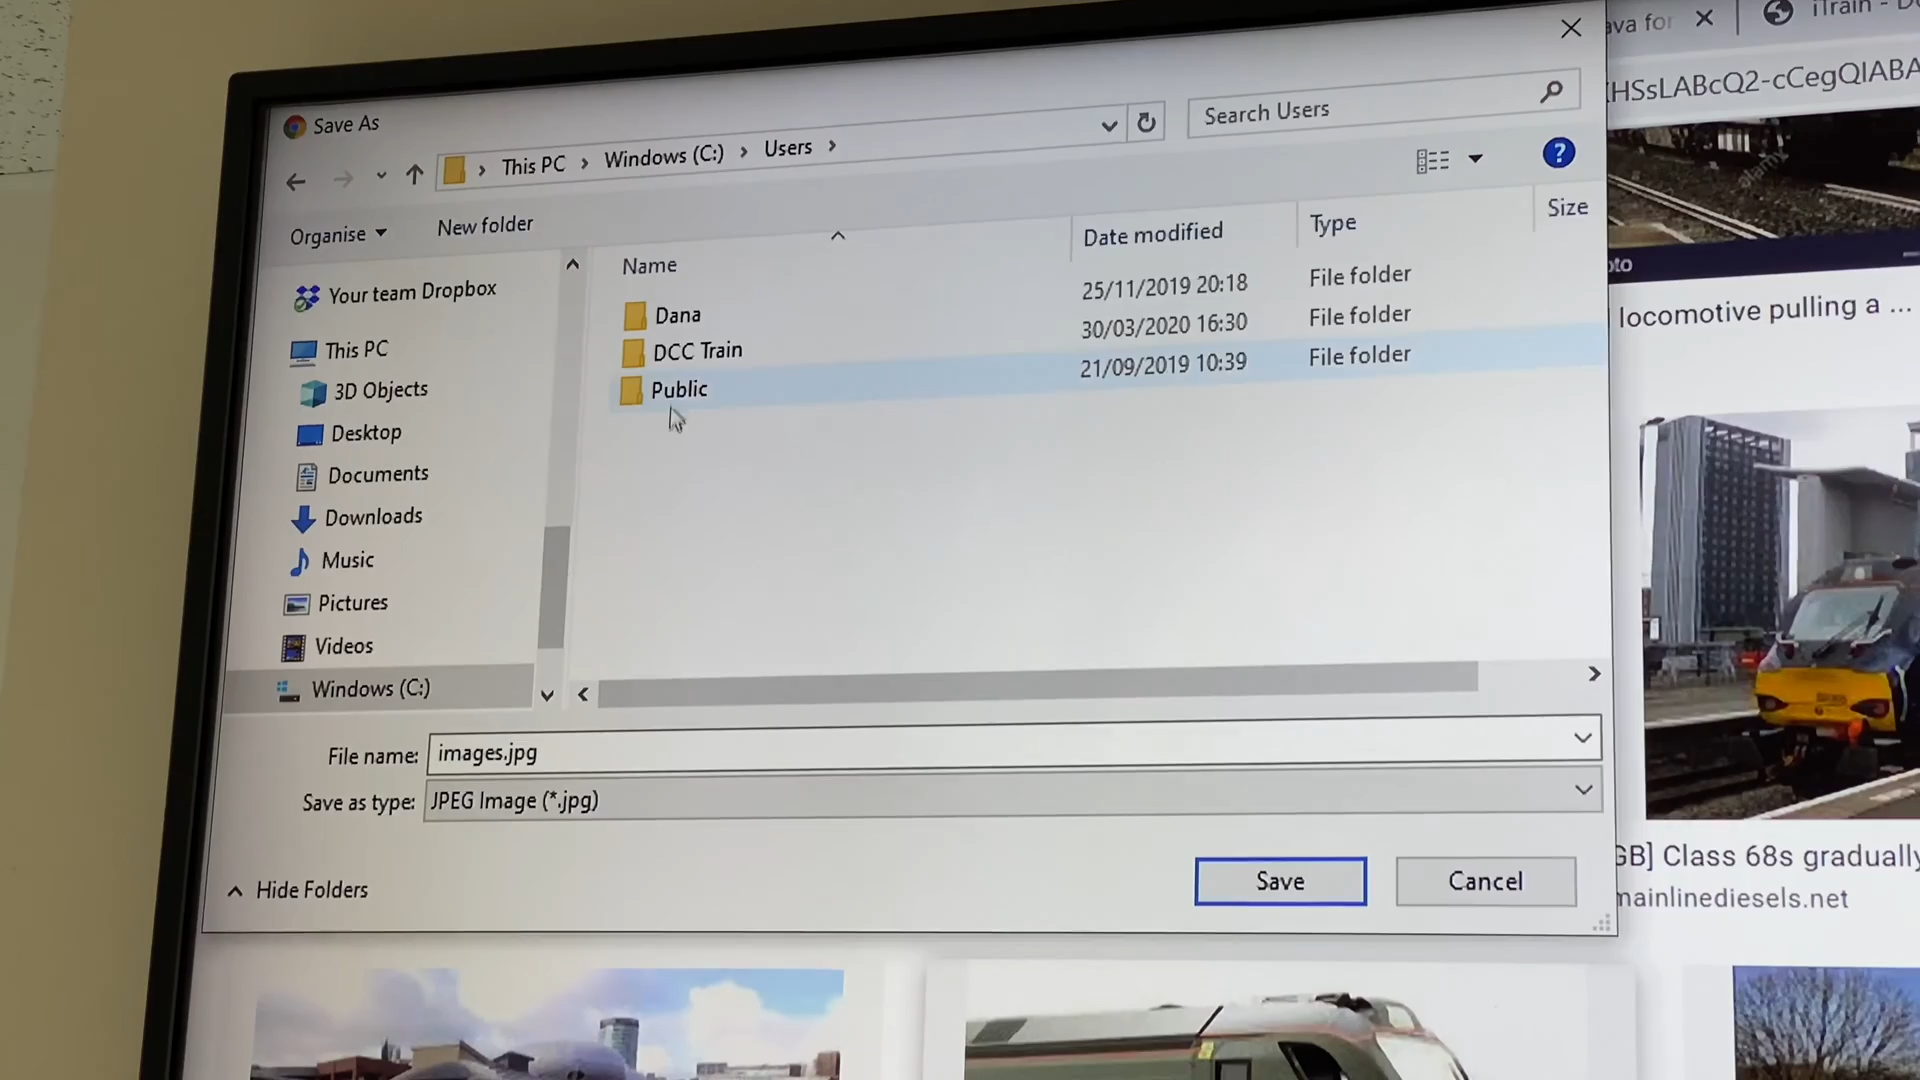 Save As
This PC > Windows (C:) > Users >
Search Users
Organise
New folder
Name
Date modified
Type
Size
Dana
25/11/2019 20:18
File folder
DCC Train
30/03/2020 16:30
File folder
Public
21/09/2019 10:39
File folder
Your team Dropbox
This PC
3D Objects
Desktop
Documents
Downloads
Music
Pictures
Videos
Windows (C:)
File name: images.jpg
Save as type: JPEG Image (*.jpg)
Hide Folders
Save
Cancel
ava for
iTrain - D
HSsLABcQ2-cCegQIABA
alamy
oto
locomotive pulling a ...
GB] Class 68s gradually
mainlinediesels.net